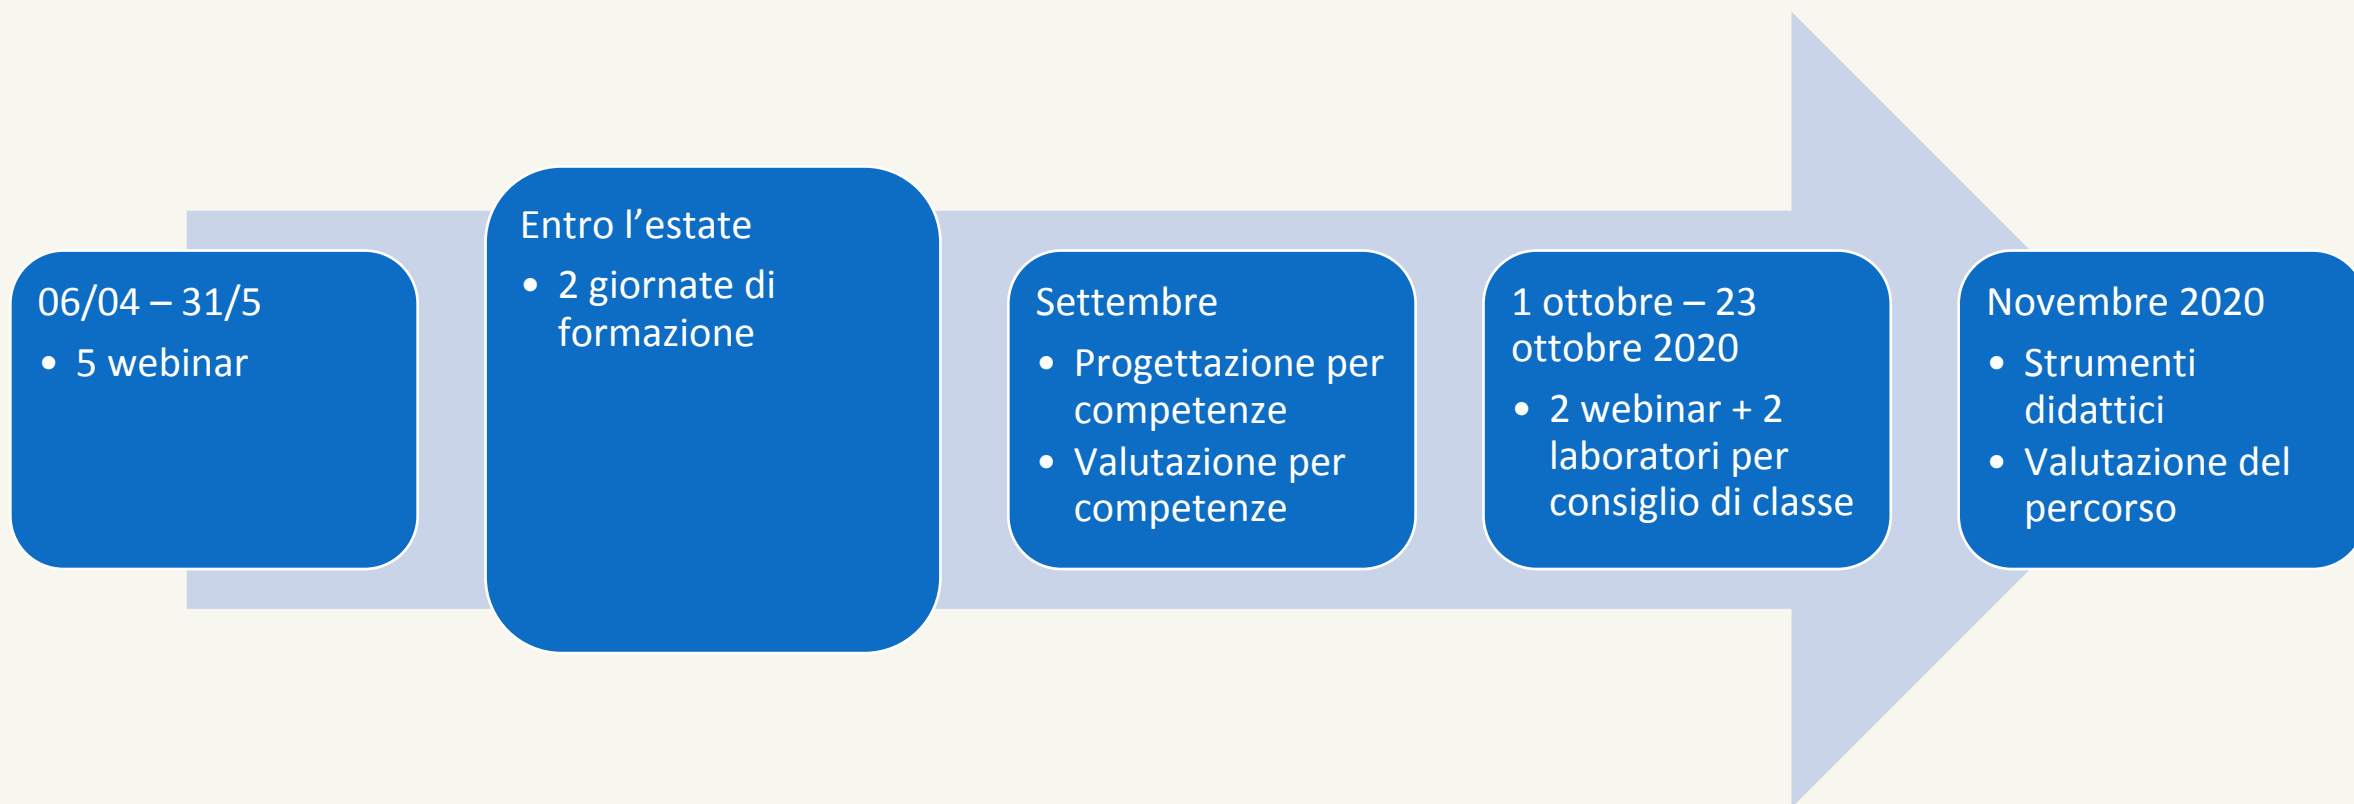 06/04 – 31/5
• 5 webinar
Entro l’estate
• 2 giornate di
formazione
Settembre
• Progettazione per
competenze
• Valutazione per
competenze
1 ottobre – 23
ottobre 2020
• 2 webinar + 2
laboratori per
consiglio di classe
Novembre 2020
• Strumenti
didattici
• Valutazione del
percorso